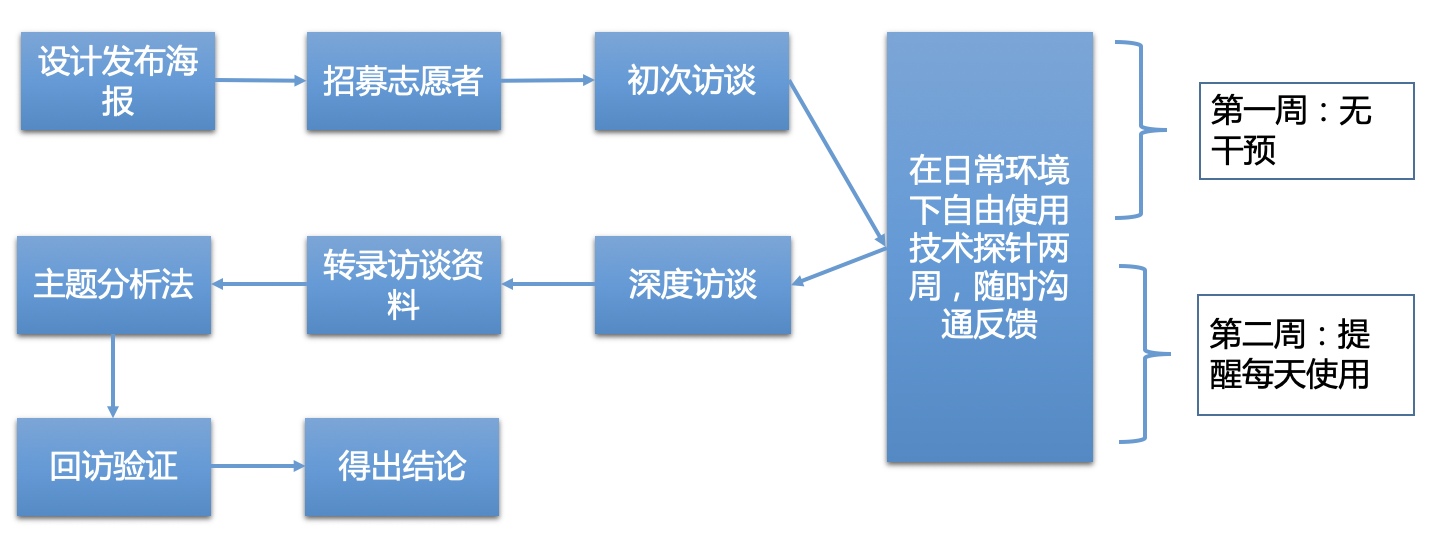 设计发布海
报
招募志愿者
初次访谈
在日常环境
下自由使用
技术探针两
周，随时沟
通反馈
第一周：无
干预
第二周：提
醒每天使用
深度访谈
转录访谈资
料
主题分析法
回访验证
得出结论